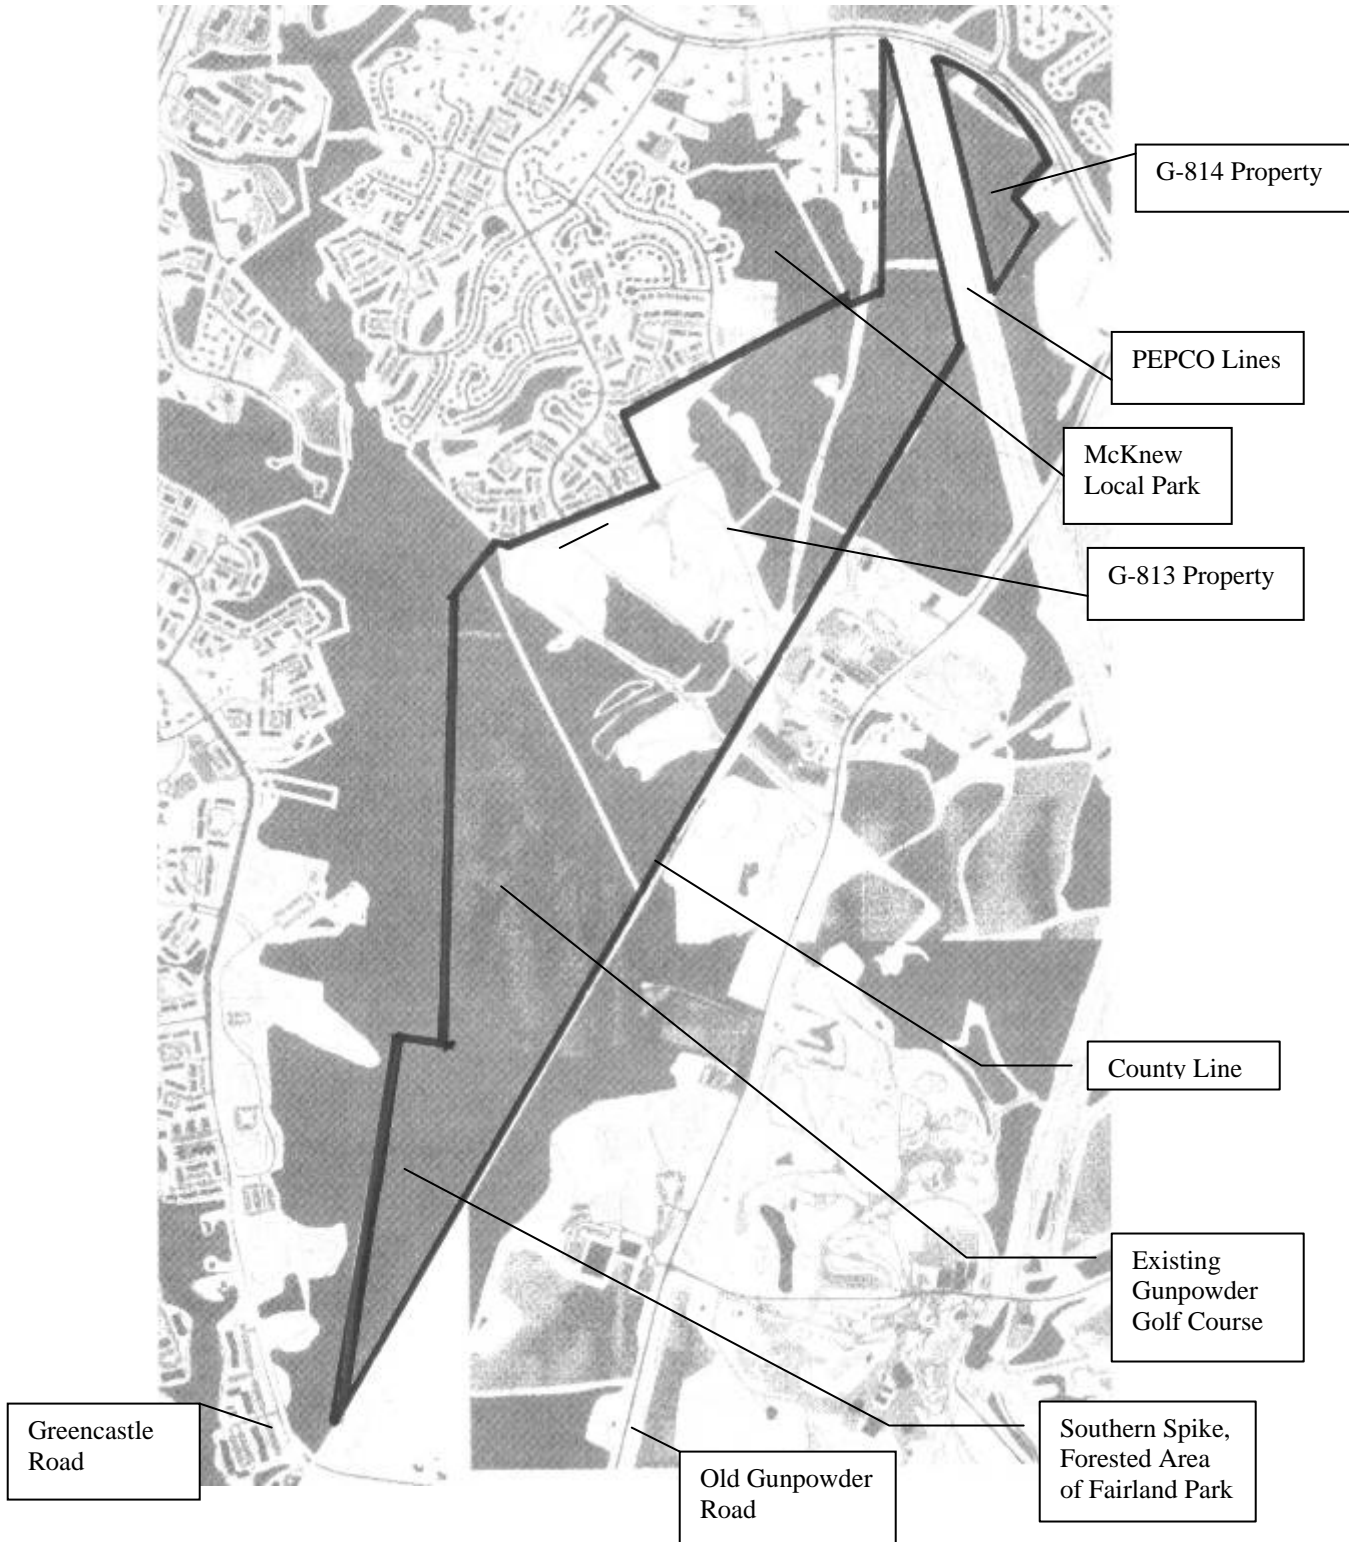 G-814 Property
PEPCO Lines
McKnew
Local Park
G-813 Property
County Line
Existing
Gunpowder
Golf Course
Southern Spike,
Forested Area
of Fairland Park
Greencastle
Road
Old Gunpowder
Road